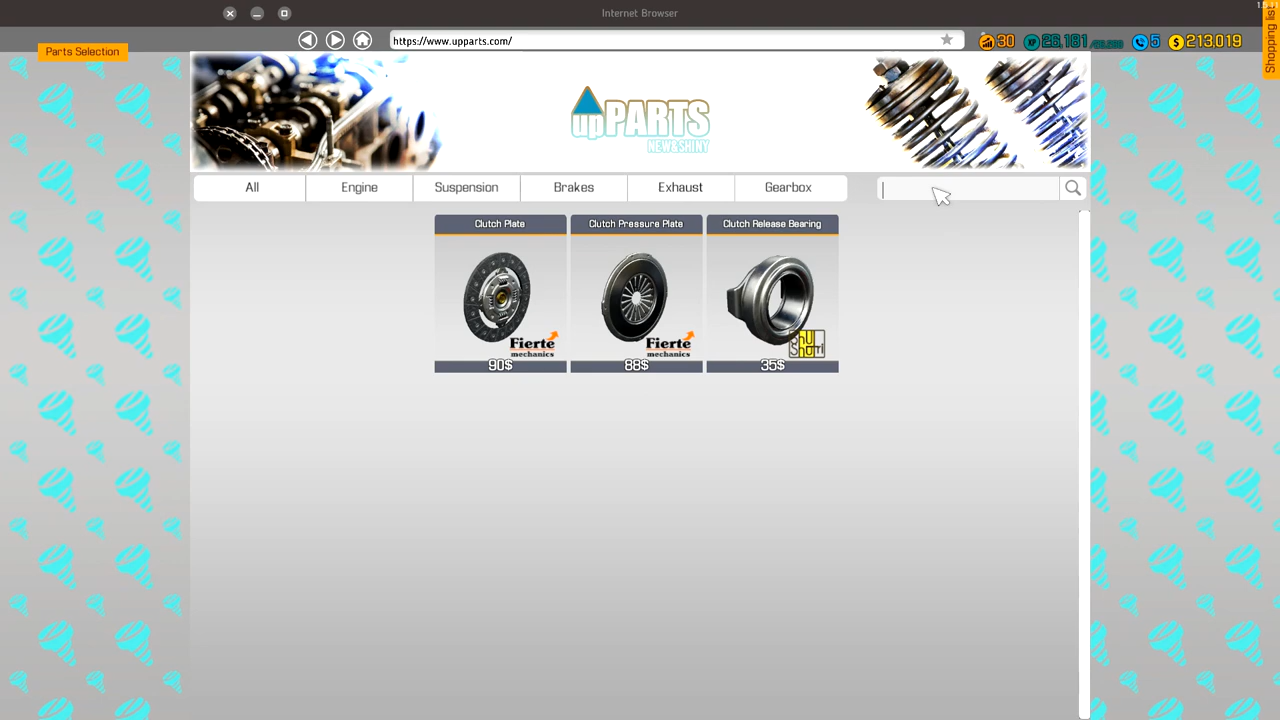 Internet Browser
Parts Selection
https://www.upparts.com/
30
XP 26,161
5
$ 213,019
Shopping list
upPARTS
NEW&SHINY
All
Engine
Suspension
Brakes
Exhaust
Gearbox
Clutch Plate
Clutch Pressure Plate
Clutch Release Bearing
Fierte
mechanics
Fierte
mechanics
90$
88$
35$